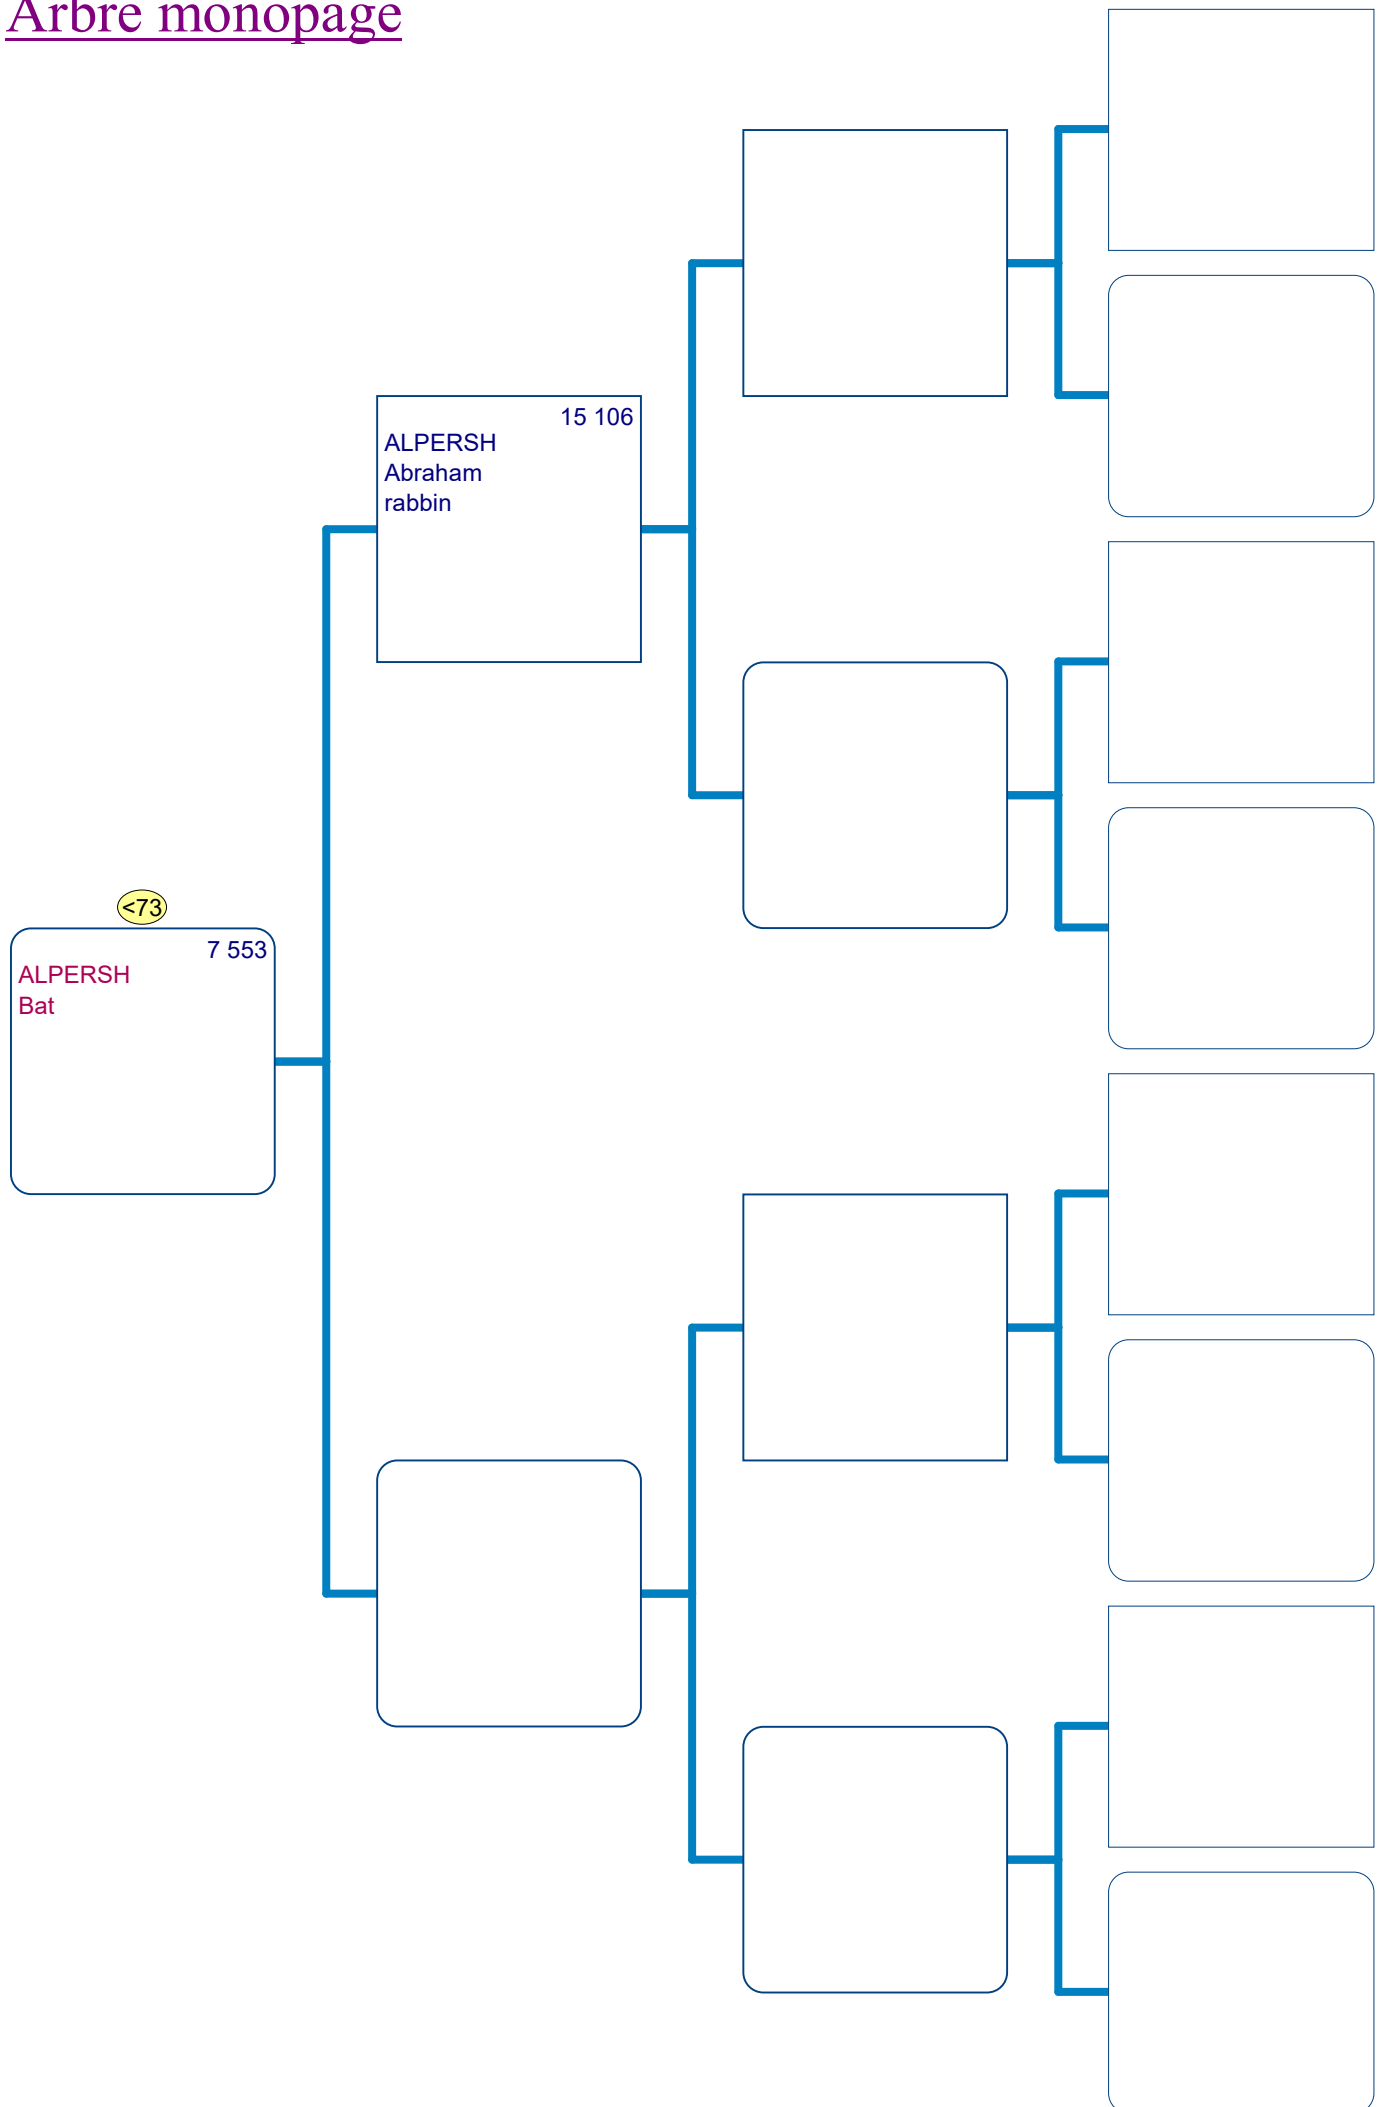 Arbre monopage
15 106
ALPERSH
Abraham
rabbin
<73
7 553
ALPERSH
Bat